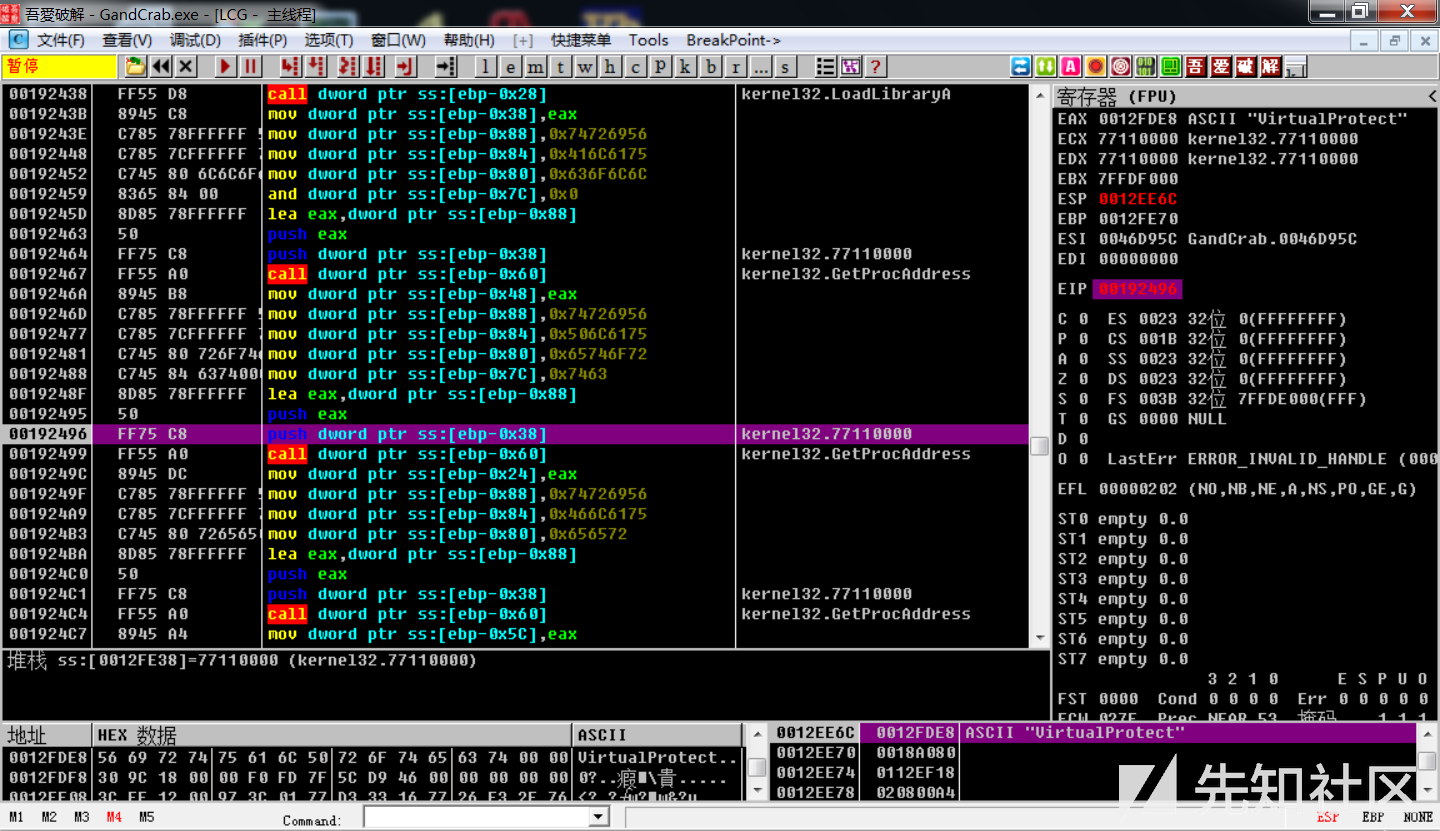 吾愛破解 - GandCrab.exe - [LCG - 主线程]
文件(F) 查看(V) 调试(D) 插件(P) 选项(T) 窗口(W) 帮助(H) [+] 快捷菜单 Tools BreakPoint->
暂停 l e m t w h c P k b r ... s ? 吾 爱 破 解
00192438 FF55 D8 call dword ptr ss:[ebp-0x28] kernel32.LoadLibraryA
0019243B 8945 C8 mov dword ptr ss:[ebp-0x38],eax
0019243E C785 78FFFFFF mov dword ptr ss:[ebp-0x88],0x74726956
00192448 C785 7CFFFFFF mov dword ptr ss:[ebp-0x84],0x416C6175
00192452 C745 80 6C6C6F mov dword ptr ss:[ebp-0x80],0x636F6C6C
00192459 8365 84 00 and dword ptr ss:[ebp-0x7C],0x0
0019245D 8D85 78FFFFFF lea eax,dword ptr ss:[ebp-0x88]
00192463 50 push eax
00192464 FF75 C8 push dword ptr ss:[ebp-0x38] kernel32.77110000
00192467 FF55 A0 call dword ptr ss:[ebp-0x60] kernel32.GetProcAddress
0019246A 8945 B8 mov dword ptr ss:[ebp-0x48],eax
0019246D C785 78FFFFFF mov dword ptr ss:[ebp-0x88],0x74726956
00192477 C785 7CFFFFFF mov dword ptr ss:[ebp-0x84],0x506C6175
00192481 C745 80 726F74 mov dword ptr ss:[ebp-0x80],0x65746F72
00192488 C745 84 637400 mov dword ptr ss:[ebp-0x7C],0x7463
0019248F 8D85 78FFFFFF lea eax,dword ptr ss:[ebp-0x88]
00192495 50 push eax
00192496 FF75 C8 push dword ptr ss:[ebp-0x38] kernel32.77110000
00192499 FF55 A0 call dword ptr ss:[ebp-0x60] kernel32.GetProcAddress
0019249C 8945 DC mov dword ptr ss:[ebp-0x24],eax
0019249F C785 78FFFFFF mov dword ptr ss:[ebp-0x88],0x74726956
001924A9 C785 7CFFFFFF mov dword ptr ss:[ebp-0x84],0x466C6175
001924B3 C745 80 726565 mov dword ptr ss:[ebp-0x80],0x656572
001924BA 8D85 78FFFFFF lea eax,dword ptr ss:[ebp-0x88]
001924C0 50 push eax
001924C1 FF75 C8 push dword ptr ss:[ebp-0x38] kernel32.77110000
001924C4 FF55 A0 call dword ptr ss:[ebp-0x60] kernel32.GetProcAddress
001924C7 8945 A4 mov dword ptr ss:[ebp-0x5C],eax
堆栈 ss:[0012FE38]=77110000 (kernel32.77110000)
寄存器 (FPU) <
EAX 0012FDE8 ASCII "VirtualProtect"
ECX 77110000 kernel32.77110000
EDX 77110000 kernel32.77110000
EBX 7FFDF000
ESP 0012EE6C
EBP 0012FE70
ESI 0046D95C GandCrab.0046D95C
EDI 00000000
EIP 00192496
C 0 ES 0023 32位 0(FFFFFFFF)
P 0 CS 001B 32位 0(FFFFFFFF)
A 0 SS 0023 32位 0(FFFFFFFF)
Z 0 DS 0023 32位 0(FFFFFFFF)
S 0 FS 003B 32位 7FFDE000(FFF)
T 0 GS 0000 NULL
D 0
O 0 LastErr ERROR_INVALID_HANDLE (000
EFL 00000202 (NO,NB,NE,A,NS,PO,GE,G)
ST0 empty 0.0
ST1 empty 0.0
ST2 empty 0.0
ST3 empty 0.0
ST4 empty 0.0
ST5 empty 0.0
ST6 empty 0.0
ST7 empty 0.0
3 2 1 0 E S P U O
FST 0000 Cond 0 0 0 0 Err 0 0 0 0 0
FCW 027F Prec NEAR,53 掩码 1 1 1
地址 HEX 数据 ASCII
0012FDE8 56 69 72 74 75 61 6C 50 72 6F 74 65 63 74 00 00 VirtualProtect..
0012FDF8 30 9C 18 00 00 F0 FD 7F 5C D9 46 00 00 00 00 00
0012EE6C 0012FDE8 ASCII "VirtualProtect"
0012EE70 0018A080
0012EE74 0112EF18
0012EE78 020800A4
先知社区
M1 M2 M3 M4 M5 Command: ESP EBP NONE